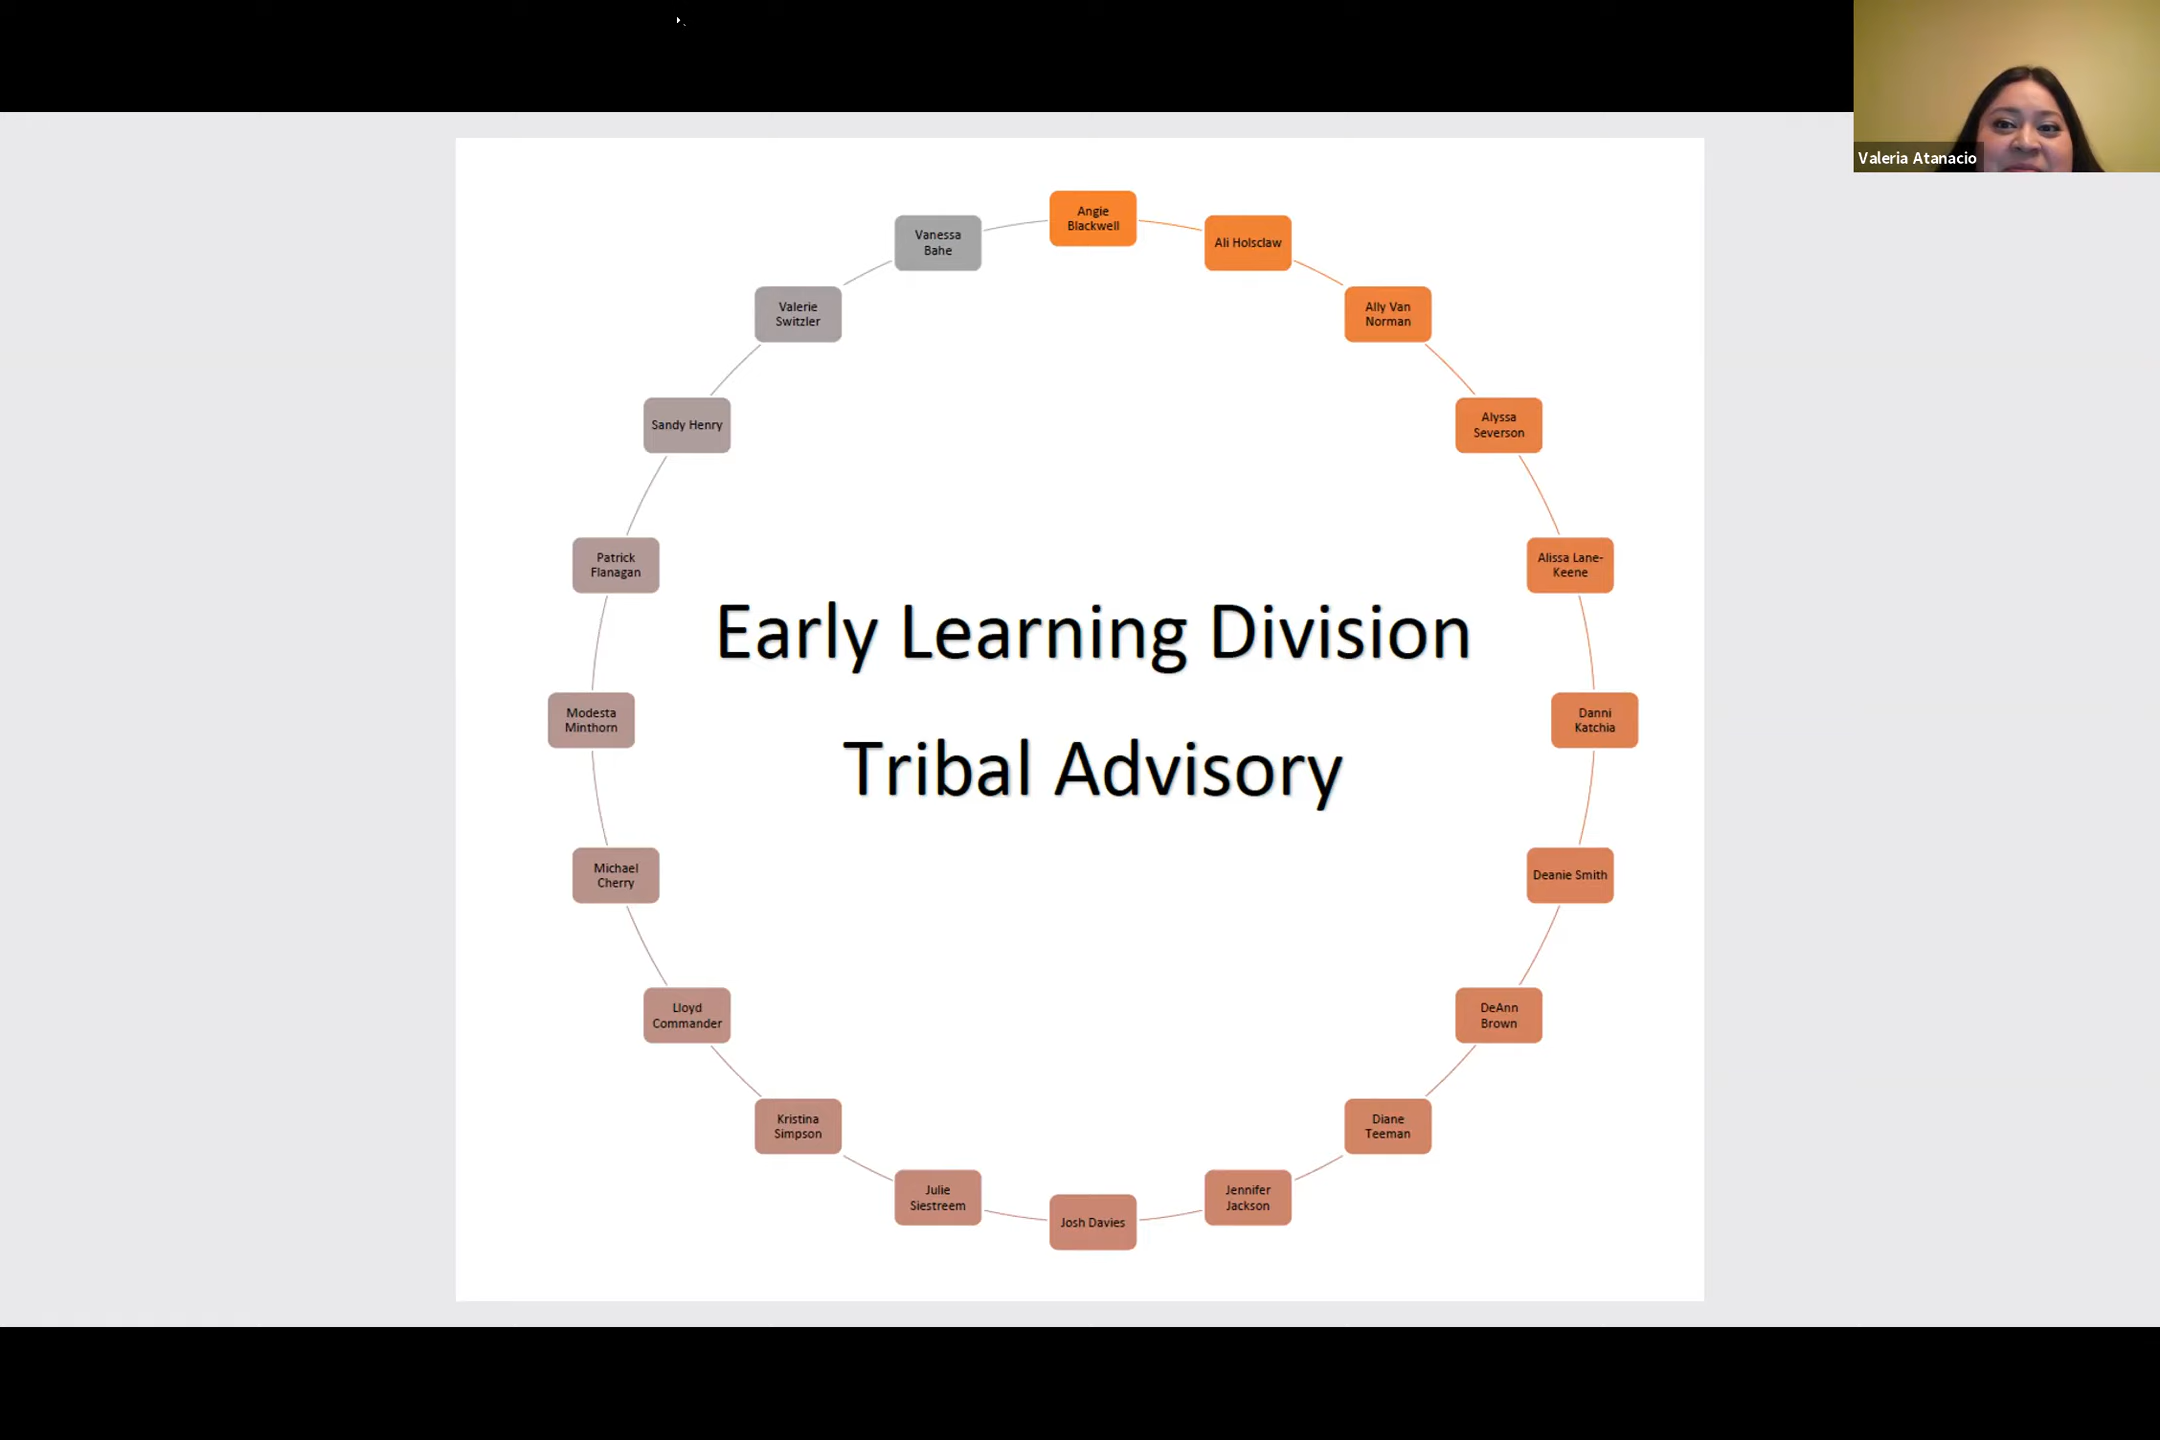 Valeria Atanacio
Angie
Blackwell
Ali Holsclaw
Ally Van
Norman
Alyssa
Severson
Alissa Lane-
Keene
Danni
Katchia
Deanie Smith
DeAnn
Brown
Diane
Teeman
Jennifer
Jackson
Josh Davies
Julie
Siestreem
Kristina
Simpson
Lloyd
Commander
Michael
Cherry
Modesta
Minthorn
Patrick
Flanagan
Sandy Henry
Valerie
Switzler
Vanessa
Bahe
Early Learning Division
Tribal Advisory